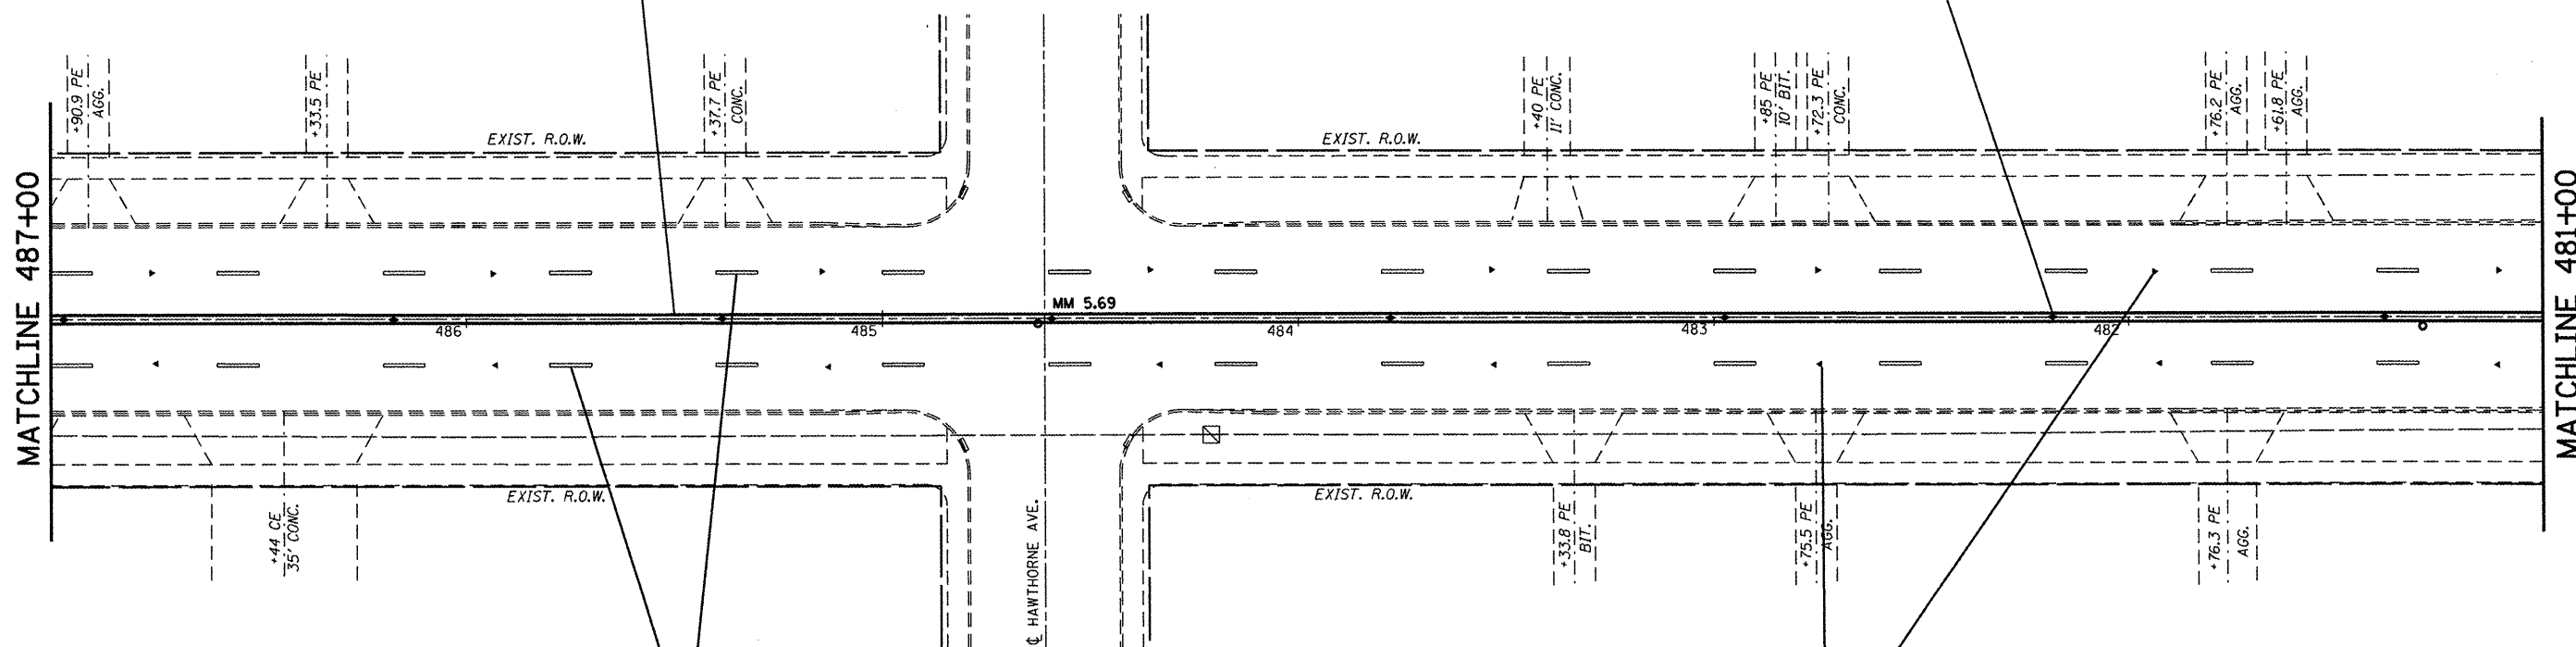 MATCHLINE 487+00
+90.9 PE
AGG.
+33.5 PE
EXIST. R.O.W.
+37.7 PE
CONC.
EXIST. R.O.W.
+40 PE
11' CONC.
+85 PE
10' BIT.
+72.3 PE
CONC.
+76.2 PE
AGG.
+61.8 PE
AGG.
MATCHLINE 481+00
MM 5.69
486
485
484
483
482
+44 CE
35' CONC.
EXIST. R.O.W.
℄ HAWTHORNE AVE.
EXIST. R.O.W.
+33.8 PE
BIT.
+75.5 PE
AGG.
+76.3 PE
AGG.